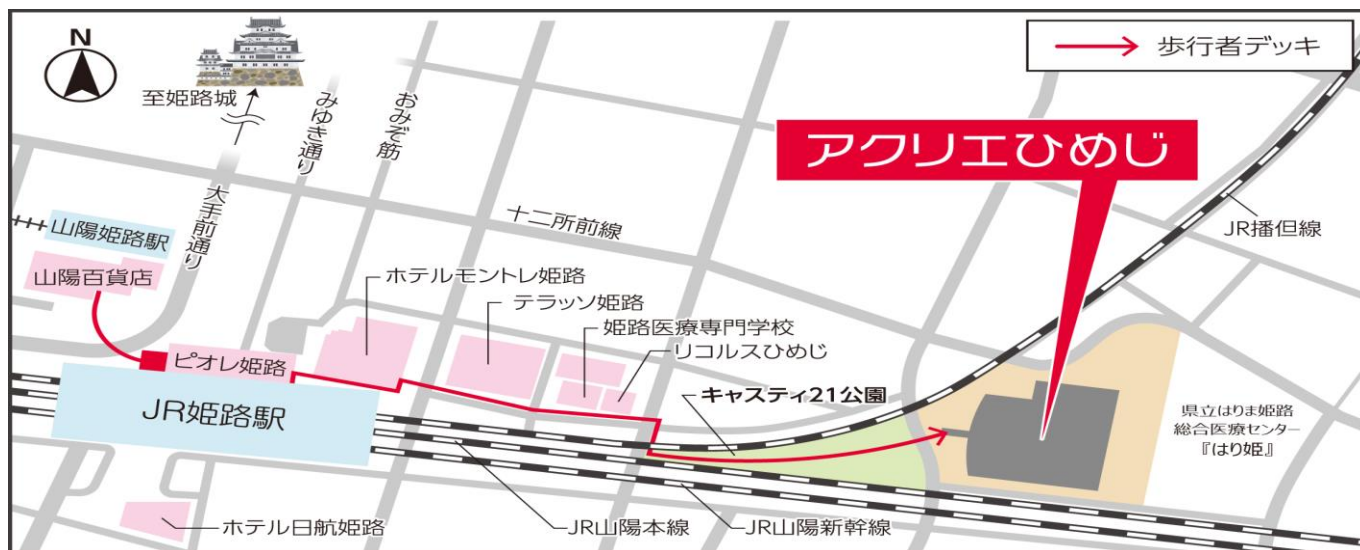 N
歩行者デッキ
至姫路城
みゆき通り
おみぞ筋
アクリエひめじ
大手前通り
十二所前線
JR播但線
山陽姫路駅
山陽百貨店
ホテルモントレ姫路
テラッソ姫路
姫路医療専門学校
リコルスひめじ
ピオレ姫路
キャスティ21公園
JR姫路駅
県立はりま姫路
総合医療センター
『はり姫』
ホテル日航姫路
JR山陽本線
JR山陽新幹線